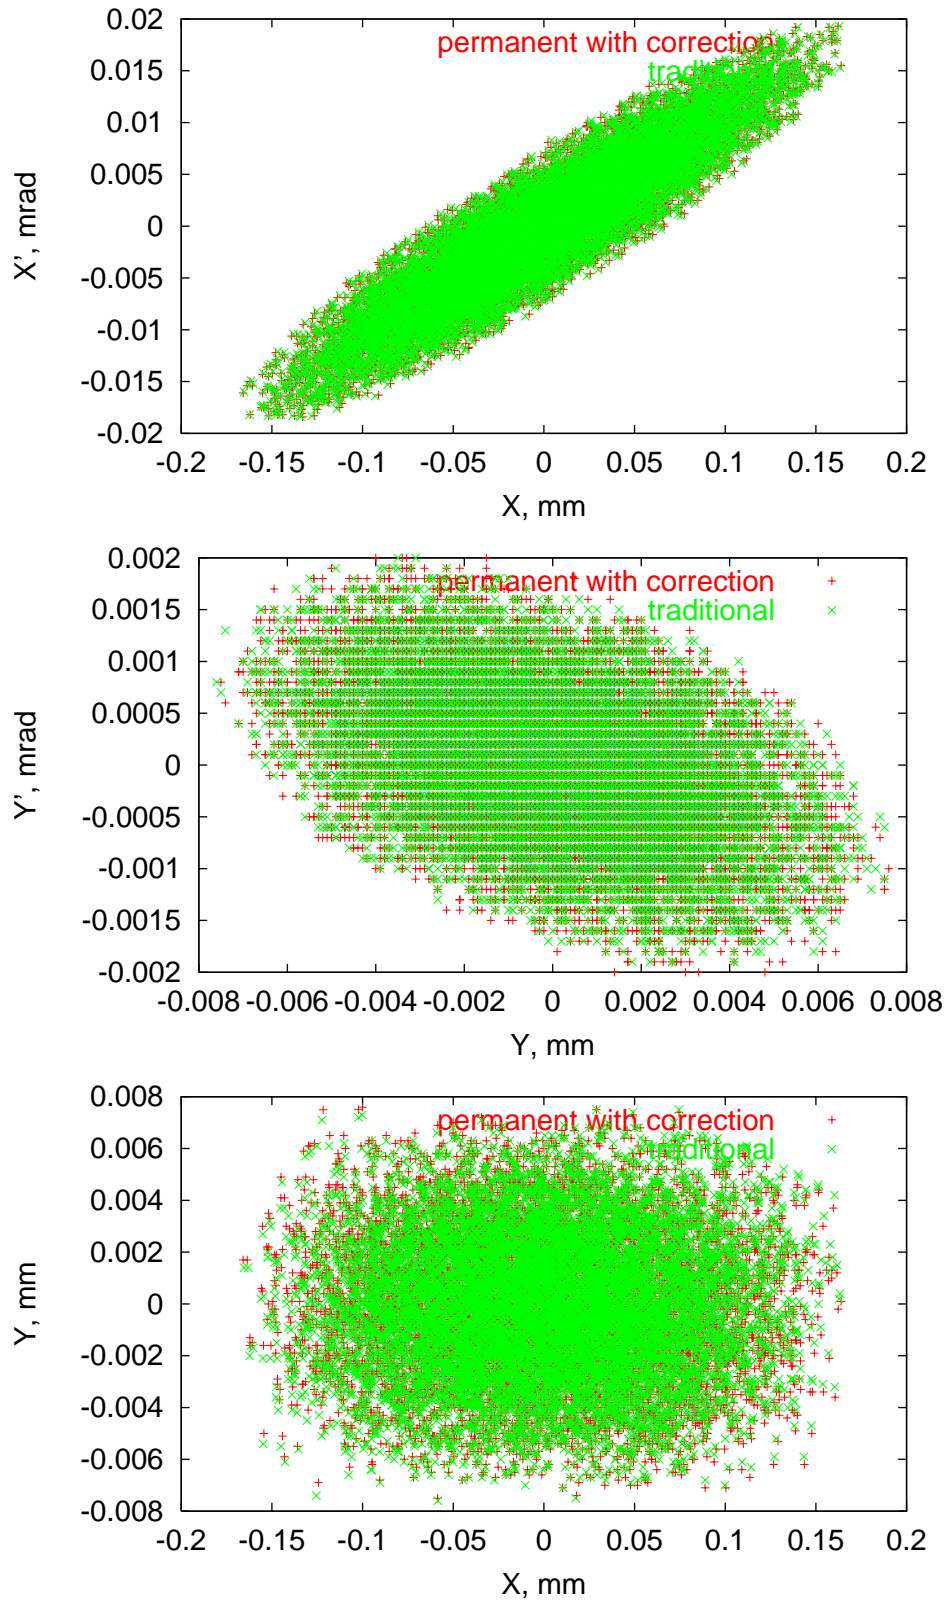 0.02
0.015
0.01
0.005
0
-0.005
-0.01
-0.015
-0.02
X', mrad
permanent with correction
traditional
-0.2 -0.15 -0.1 -0.05 0 0.05 0.1 0.15 0.2
X, mm
0.002
0.0015
0.001
0.0005
0
-0.0005
-0.001
-0.0015
-0.002
Y', mrad
permanent with correction
traditional
-0.008 -0.006 -0.004 -0.002 0 0.002 0.004 0.006 0.008
Y, mm
0.008
0.006
0.004
0.002
0
-0.002
-0.004
-0.006
-0.008
Y, mm
permanent with correction
traditional
-0.2 -0.15 -0.1 -0.05 0 0.05 0.1 0.15 0.2
X, mm